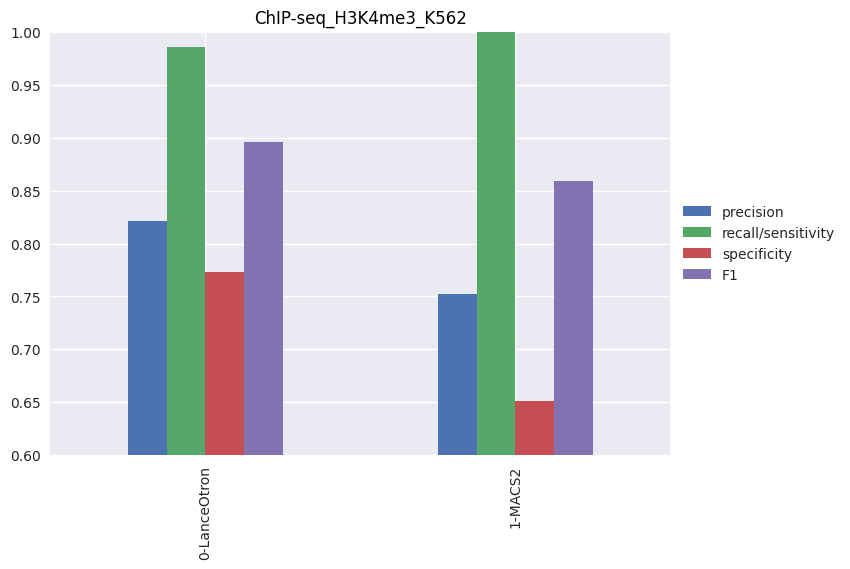 ChIP-seq_H3K4me3_K562
1.00
0.95
0.90
0.85
0.80
0.75
0.70
0.65
0.60
0-LanceOtron
1-MACS2
precision
recall/sensitivity
specificity
F1